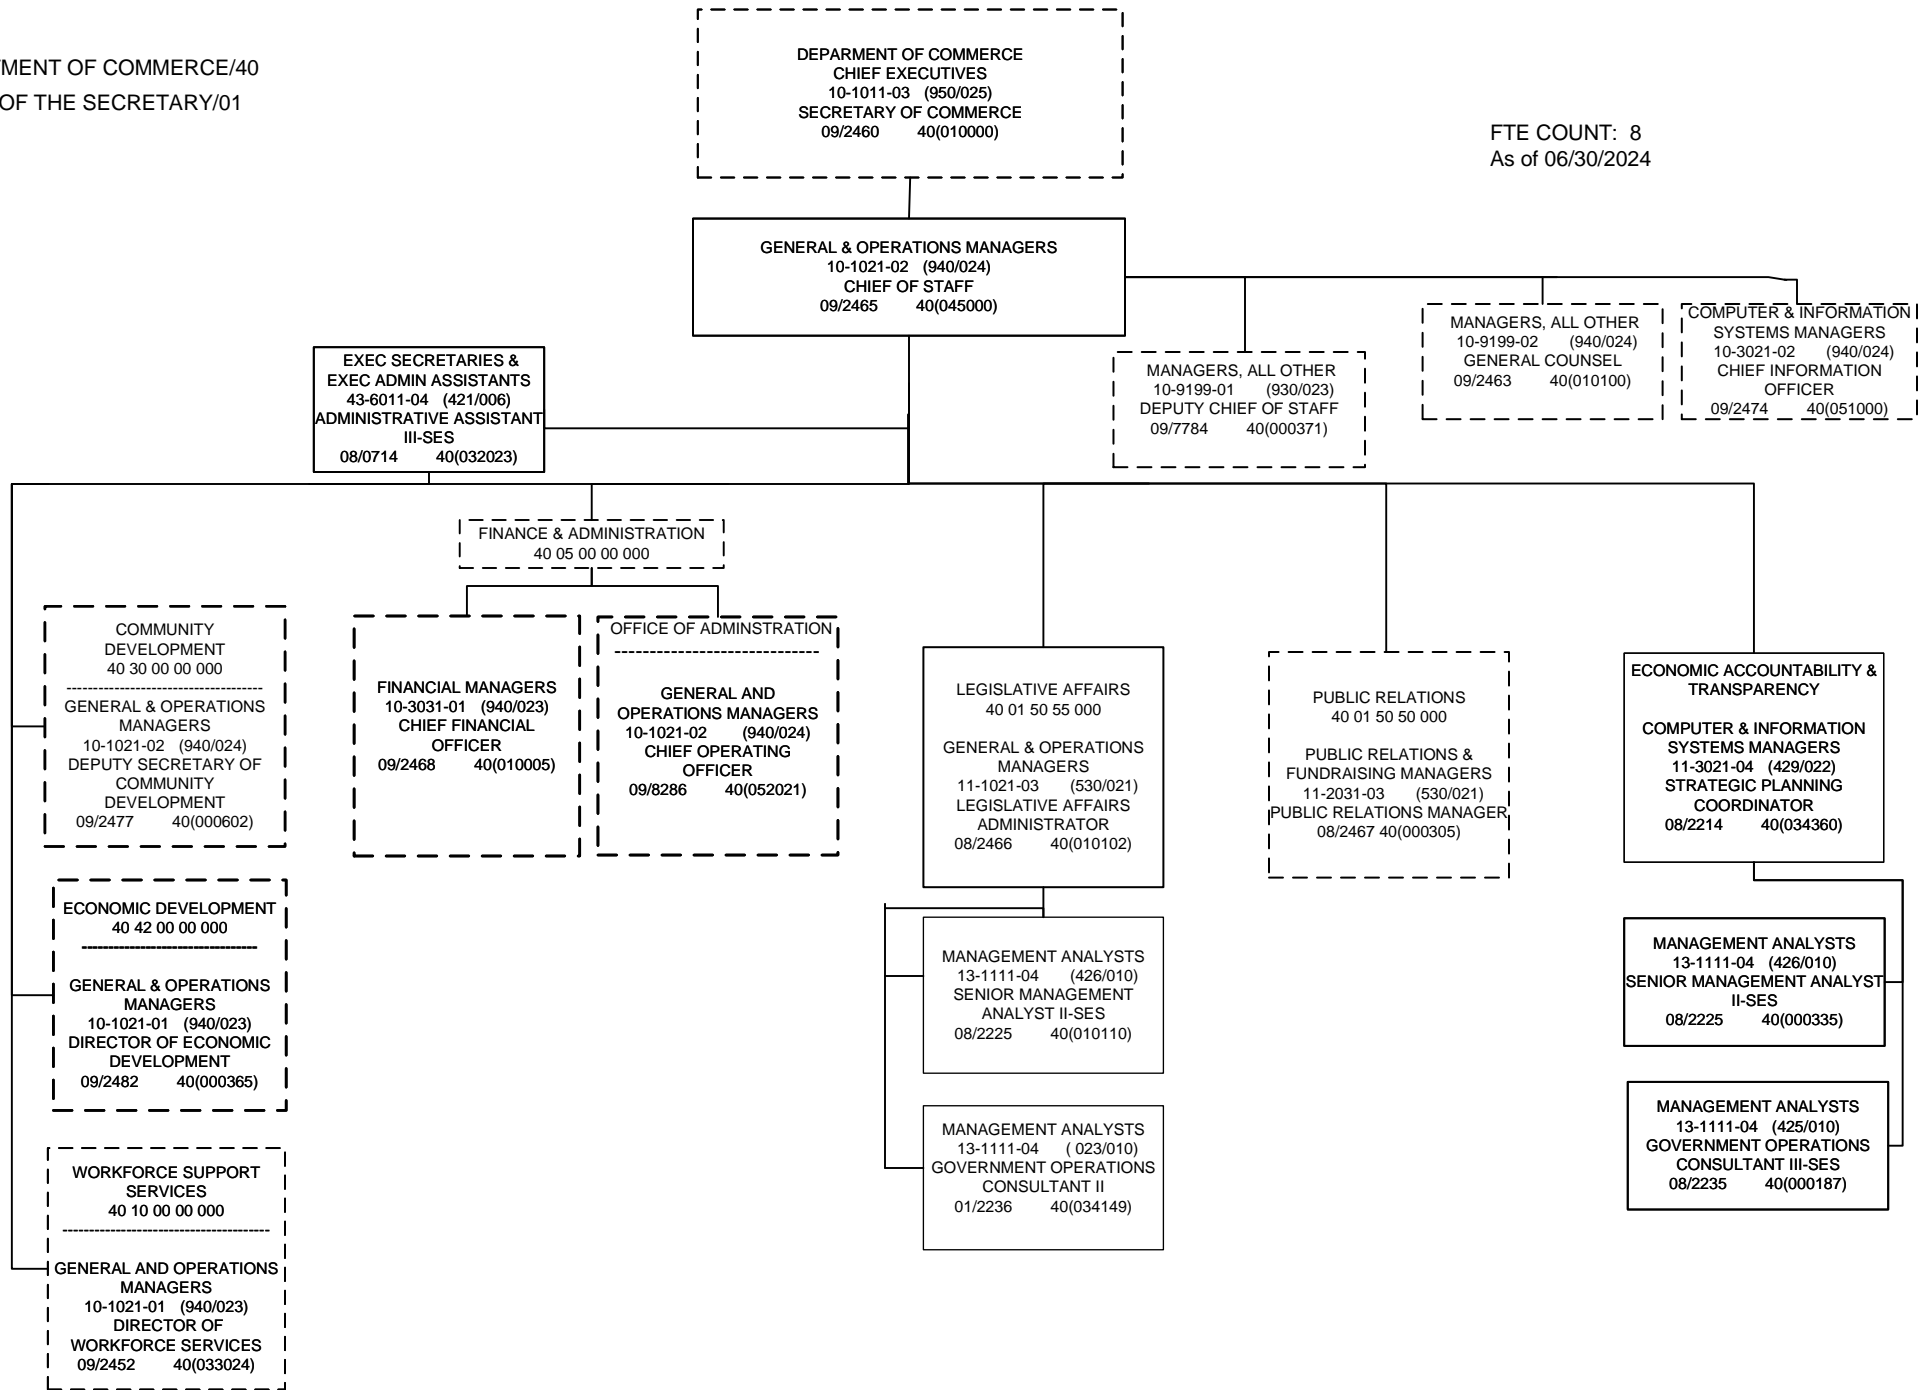 TMENT OF COMMERCE/40
OF THE SECRETARY/01
DEPARMENT OF COMMERCE
CHIEF EXECUTIVES
10-1011-03 (950/025)
SECRETARY OF COMMERCE
09/2460 40(010000)
FTE COUNT: 8
As of 06/30/2024
GENERAL & OPERATIONS MANAGERS
10-1021-02 (940/024)
CHIEF OF STAFF
09/2465 40(045000)
EXEC SECRETARIES &
EXEC ADMIN ASSISTANTS
43-6011-04 (421/006)
ADMINISTRATIVE ASSISTANT
III-SES
08/0714 40(032023)
MANAGERS, ALL OTHER
10-9199-01 (930/023)
DEPUTY CHIEF OF STAFF
09/7784 40(000371)
MANAGERS, ALL OTHER
10-9199-02 (940/024)
GENERAL COUNSEL
09/2463 40(010100)
COMPUTER & INFORMATION
SYSTEMS MANAGERS
10-3021-02 (940/024)
CHIEF INFORMATION
OFFICER
09/2474 40(051000)
FINANCE & ADMINISTRATION
40 05 00 00 000
COMMUNITY
DEVELOPMENT
40 30 00 00 000
-------------------------------------
GENERAL & OPERATIONS
MANAGERS
10-1021-02 (940/024)
DEPUTY SECRETARY OF
COMMUNITY
DEVELOPMENT
09/2477 40(000602)
FINANCIAL MANAGERS
10-3031-01 (940/023)
CHIEF FINANCIAL
OFFICER
09/2468 40(010005)
OFFICE OF ADMINSTRATION
-------------------------------
GENERAL AND
OPERATIONS MANAGERS
10-1021-02 (940/024)
CHIEF OPERATING
OFFICER
09/8286 40(052021)
LEGISLATIVE AFFAIRS
40 01 50 55 000
GENERAL & OPERATIONS
MANAGERS
11-1021-03 (530/021)
LEGISLATIVE AFFAIRS
ADMINISTRATOR
08/2466 40(010102)
PUBLIC RELATIONS
40 01 50 50 000
PUBLIC RELATIONS &
FUNDRAISING MANAGERS
11-2031-03 (530/021)
PUBLIC RELATIONS MANAGER
08/2467 40(000305)
ECONOMIC ACCOUNTABILITY &
TRANSPARENCY
COMPUTER & INFORMATION
SYSTEMS MANAGERS
11-3021-04 (429/022)
STRATEGIC PLANNING
COORDINATOR
08/2214 40(034360)
ECONOMIC DEVELOPMENT
40 42 00 00 000
---------------------------------
GENERAL & OPERATIONS
MANAGERS
10-1021-01 (940/023)
DIRECTOR OF ECONOMIC
DEVELOPMENT
09/2482 40(000365)
MANAGEMENT ANALYSTS
13-1111-04 (426/010)
SENIOR MANAGEMENT
ANALYST II-SES
08/2225 40(010110)
MANAGEMENT ANALYSTS
13-1111-04 (426/010)
SENIOR MANAGEMENT ANALYST
II-SES
08/2225 40(000335)
MANAGEMENT ANALYSTS
13-1111-04 ( 023/010)
GOVERNMENT OPERATIONS
CONSULTANT II
01/2236 40(034149)
MANAGEMENT ANALYSTS
13-1111-04 (425/010)
GOVERNMENT OPERATIONS
CONSULTANT III-SES
08/2235 40(000187)
WORKFORCE SUPPORT
SERVICES
40 10 00 00 000
---------------------------------------
GENERAL AND OPERATIONS
MANAGERS
10-1021-01 (940/023)
DIRECTOR OF
WORKFORCE SERVICES
09/2452 40(033024)